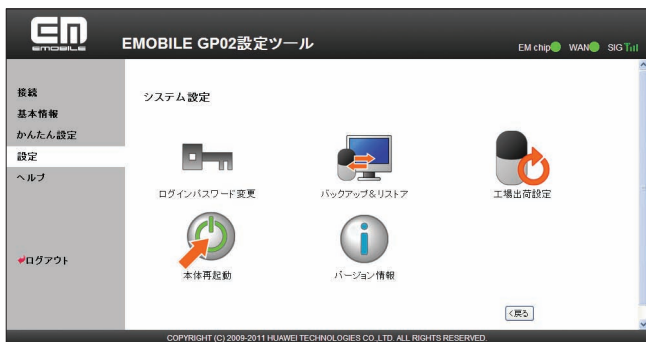 EM
EMOBILE
EMOBILE GP02設定ツール
EM chip WAN SIG
接続
基本情報
かんたん設定
設定
ヘルプ
ログアウト
システム設定
ログインパスワード変更
バックアップ&リストア
工場出荷設定
本体再起動
バージョン情報
<戻る
COPYRIGHT (C) 2009-2011 HUAWEI TECHNOLOGIES CO.,LTD. ALL RIGHTS RESERVED.